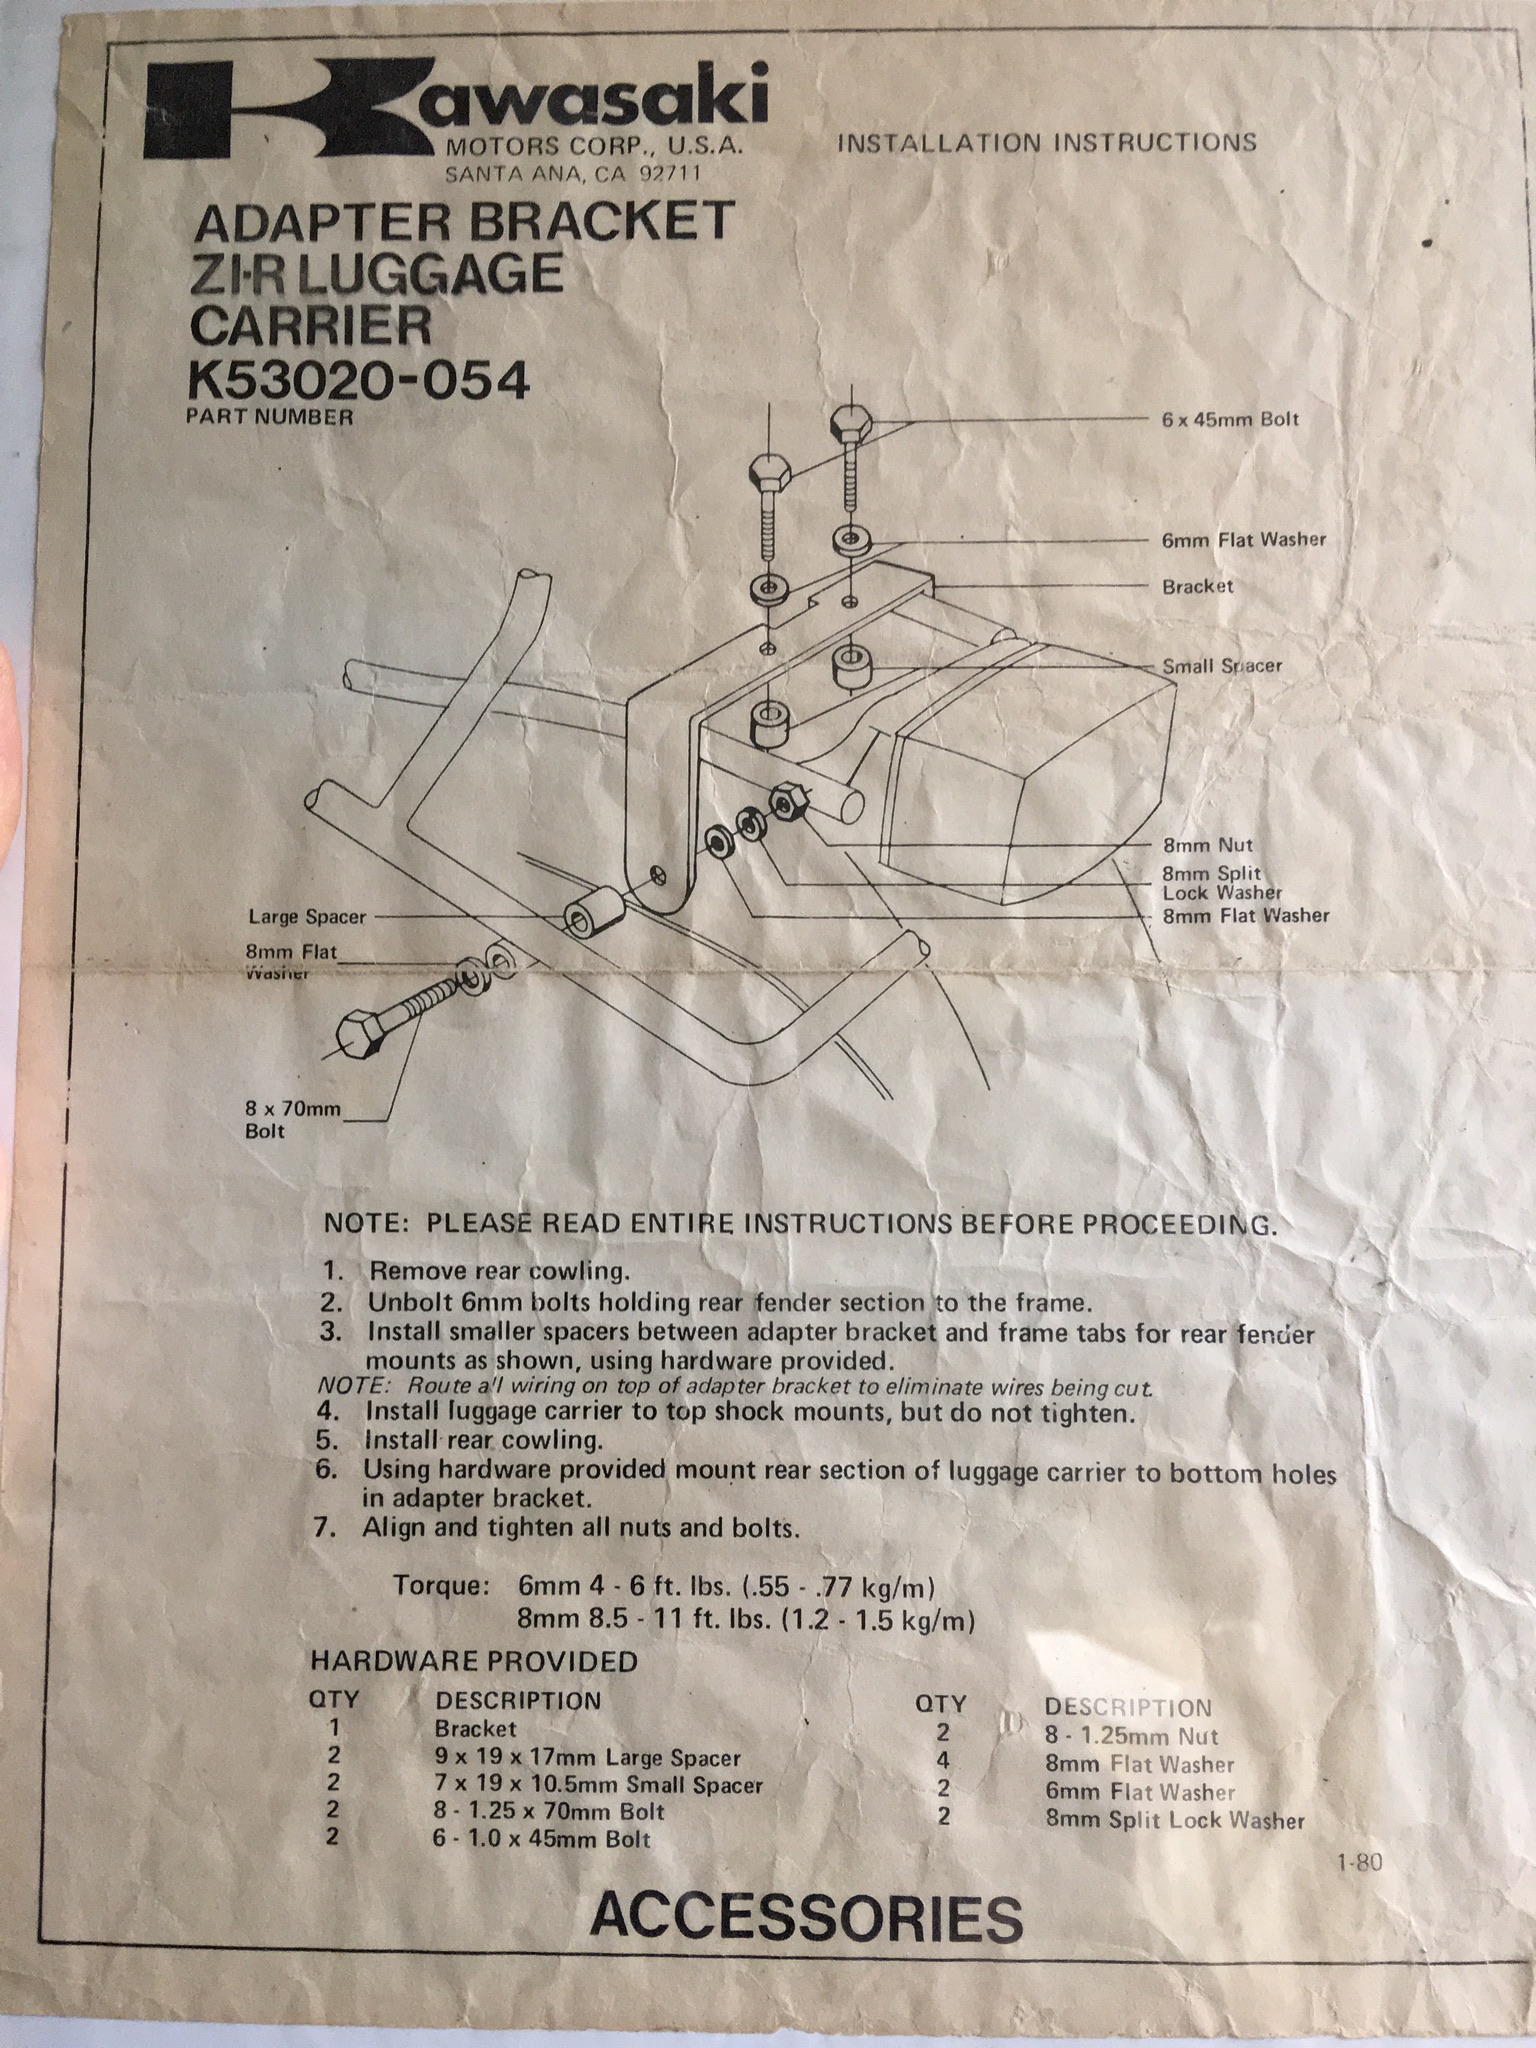 Kawasaki
MOTORS CORP., U.S.A.
SANTA ANA, CA 92711
INSTALLATION INSTRUCTIONS
ADAPTER BRACKET
ZI-R LUGGAGE
CARRIER
K53020-054
PART NUMBER
6 x 45mm Bolt
6mm Flat Washer
Bracket
Small Spacer
8mm Nut
8mm Split
Lock Washer
8mm Flat Washer
Large Spacer
8mm Flat
Washer
8 x 70mm
Bolt
NOTE: PLEASE READ ENTIRE INSTRUCTIONS BEFORE PROCEEDING.
1. Remove rear cowling.
2. Unbolt 6mm bolts holding rear fender section to the frame.
3. Install smaller spacers between adapter bracket and frame tabs for rear fender
mounts as shown, using hardware provided.
NOTE: Route all wiring on top of adapter bracket to eliminate wires being cut.
4. Install luggage carrier to top shock mounts, but do not tighten.
5. Install rear cowling.
6. Using hardware provided mount rear section of luggage carrier to bottom holes
in adapter bracket.
7. Align and tighten all nuts and bolts.
Torque: 6mm 4 - 6 ft. lbs. (.55 - .77 kg/m)
8mm 8.5 - 11 ft. lbs. (1.2 - 1.5 kg/m)
HARDWARE PROVIDED
QTY DESCRIPTION
1 Bracket
2 9 x 19 x 17mm Large Spacer
2 7 x 19 x 10.5mm Small Spacer
2 8 - 1.25 x 70mm Bolt
2 6 - 1.0 x 45mm Bolt
QTY DESCRIPTION
2 8 - 1.25mm Nut
4 8mm Flat Washer
2 6mm Flat Washer
2 8mm Split Lock Washer
1-80
ACCESSORIES